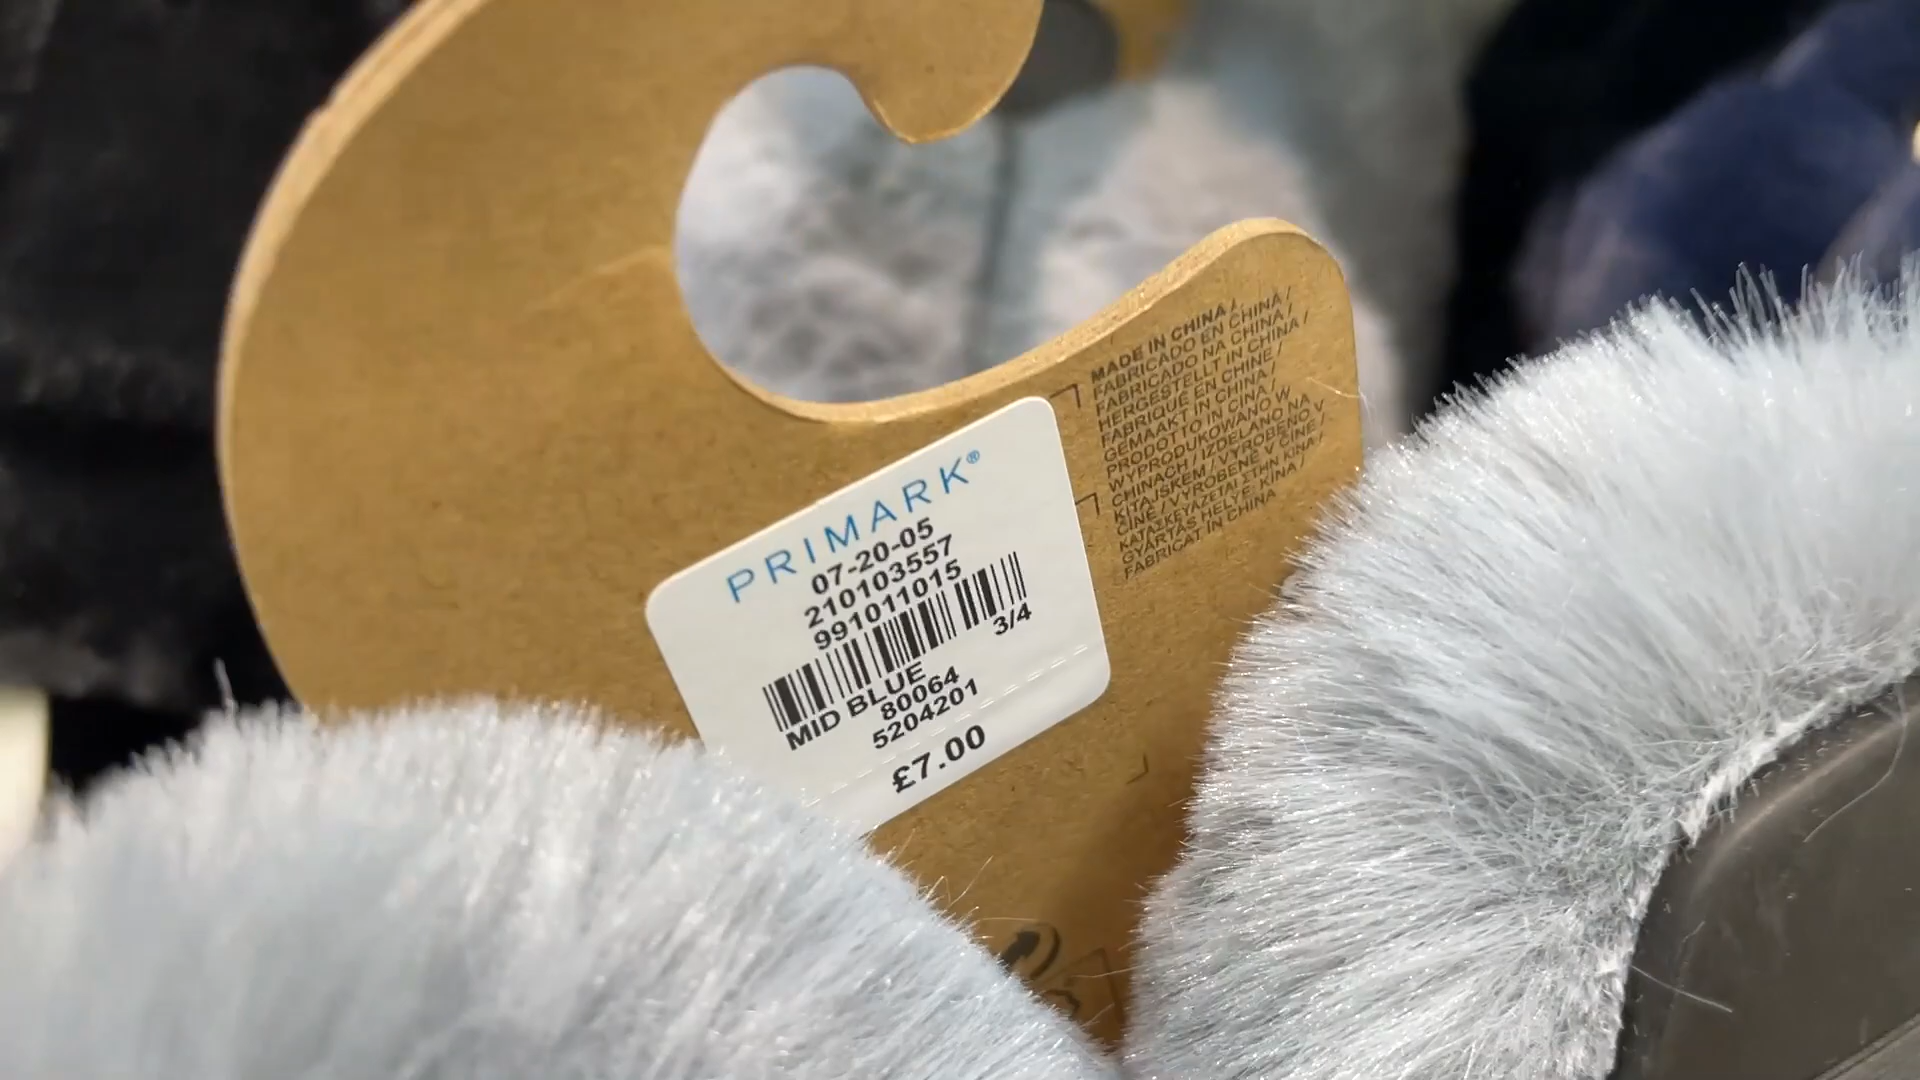 PRIMARK®
07-20-05
210103557
991011015
3/4
MID BLUE
80064
5204201
£7.00
MADE IN CHINA /
FABRICADO EN CHINA /
FABRICADO NA CHINA /
HERGESTELLT IN CHINA /
FABRIQUÉ EN CHINE /
GEMAAKT IN CHINA /
PRODOTTO IN CINA /
WYPRODUKOWANO W
CHINACH / IZDELANO NA
KITAJSKEM / VYROBENO V
ČÍNĚ / VYROBENÉ V ČÍNE /
ΚΑΤΑΣΚΕΥΑΖΕΤΑΙ ΣΤΗΝ ΚΙΝΑ /
GYÁRTÁS HELYE: KÍNA /
FABRICAT ÎN CHINA